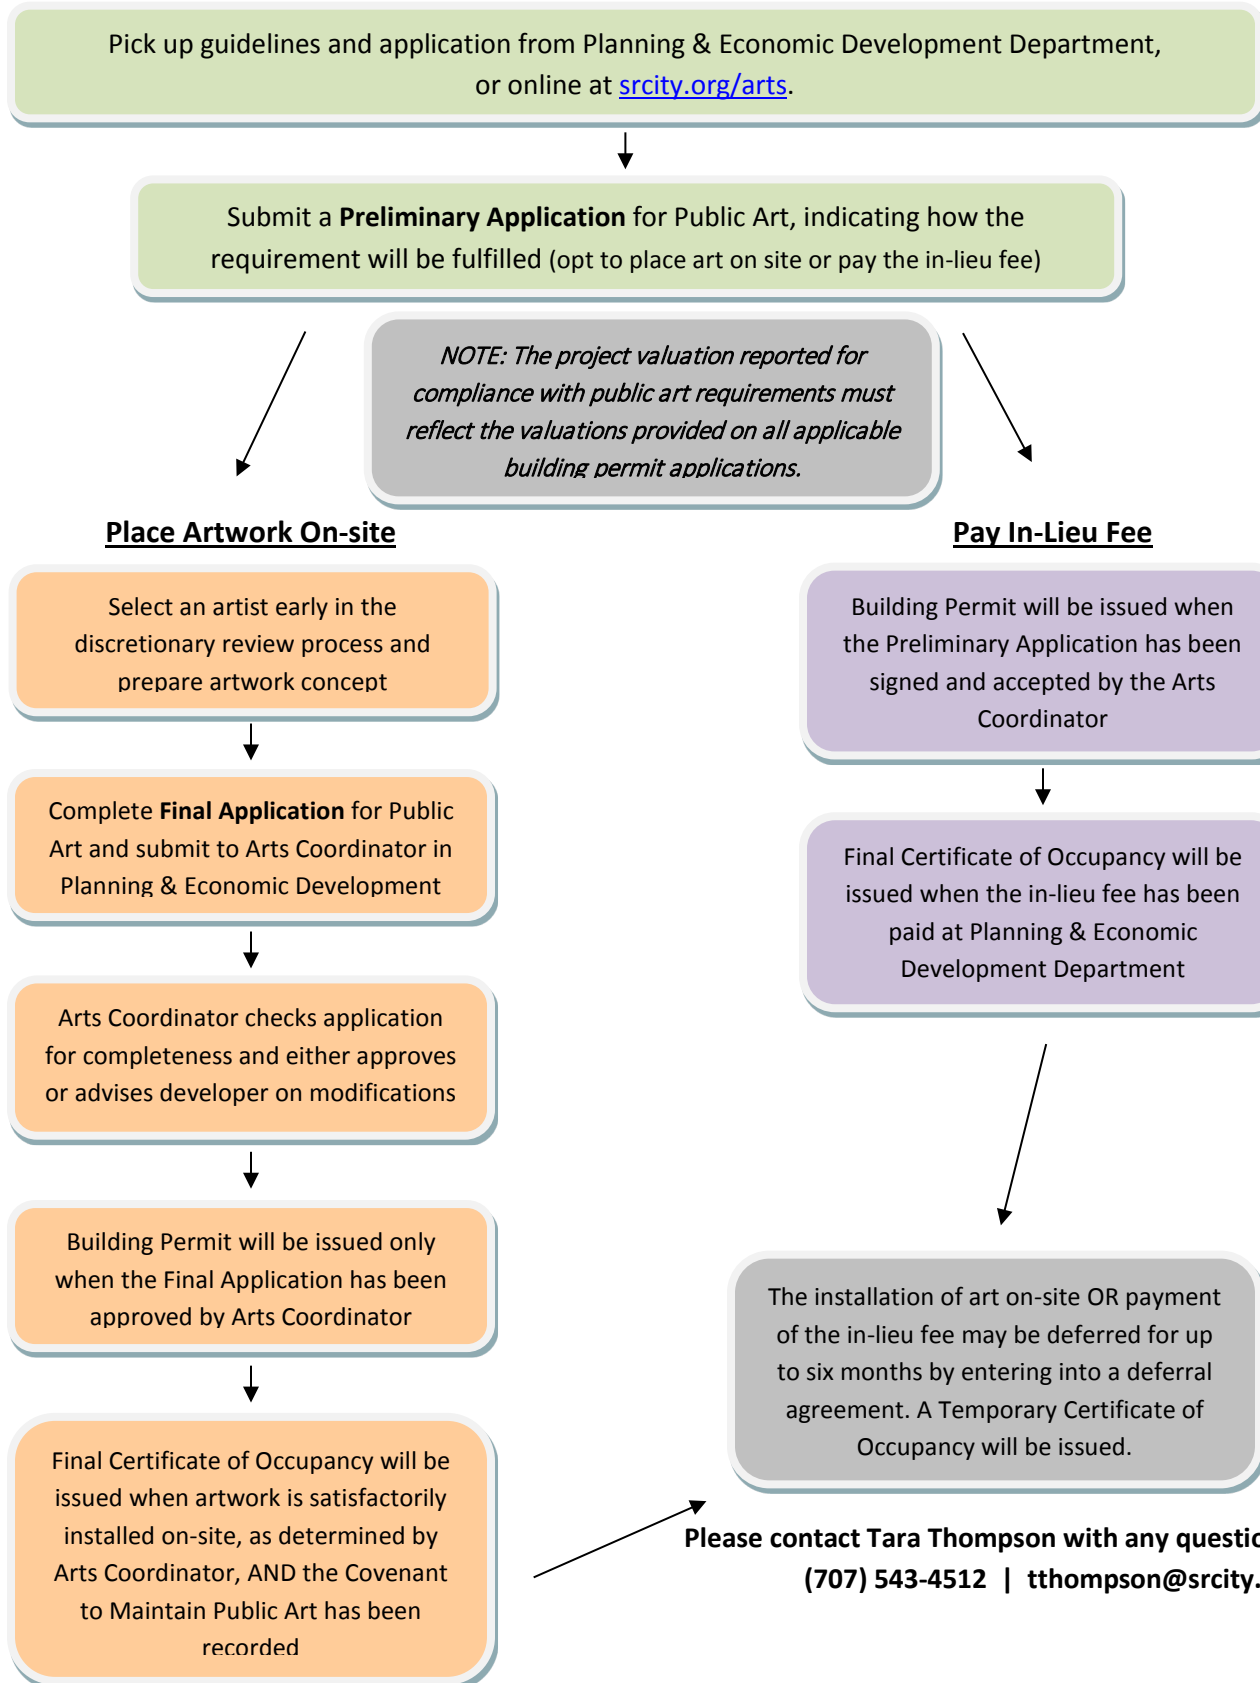 Pick up guidelines and application from Planning & Economic Development Department,
or online at srcity.org/arts.
Submit a Preliminary Application for Public Art, indicating how the
requirement will be fulfilled (opt to place art on site or pay the in-lieu fee)
NOTE: The project valuation reported for
compliance with public art requirements must
reflect the valuations provided on all applicable
building permit applications.
Place Artwork On-site
Select an artist early in the
discretionary review process and
prepare artwork concept
Complete Final Application for Public
Art and submit to Arts Coordinator in
Planning & Economic Development
Arts Coordinator checks application
for completeness and either approves
or advises developer on modifications
Building Permit will be issued only
when the Final Application has been
approved by Arts Coordinator
Final Certificate of Occupancy will be
issued when artwork is satisfactorily
installed on-site, as determined by
Arts Coordinator, AND the Covenant
to Maintain Public Art has been
recorded
Pay In-Lieu Fee
Building Permit will be issued when
the Preliminary Application has been
signed and accepted by the Arts
Coordinator
Final Certificate of Occupancy will be
issued when the in-lieu fee has been
paid at Planning & Economic
Development Department
The installation of art on-site OR payment
of the in-lieu fee may be deferred for up
to six months by entering into a deferral
agreement. A Temporary Certificate of
Occupancy will be issued.
Please contact Tara Thompson with any questio
(707) 543-4512 | tthompson@srcity.